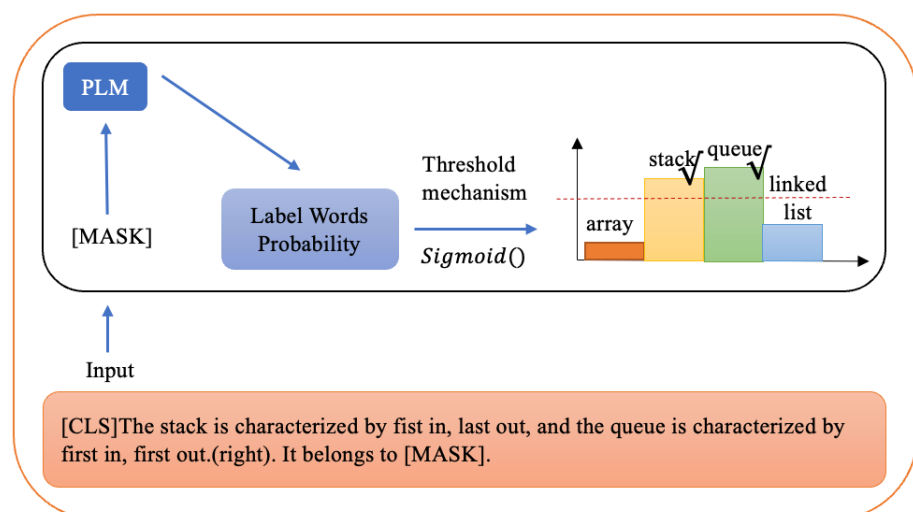 PLM
[MASK]
Label Words
Probability
Threshold
mechanism
Sigmoid()
array
stack
queue
linked
list
Input
[CLS]The stack is characterized by fist in, last out, and the queue is characterized by
first in, first out.(right). It belongs to [MASK].